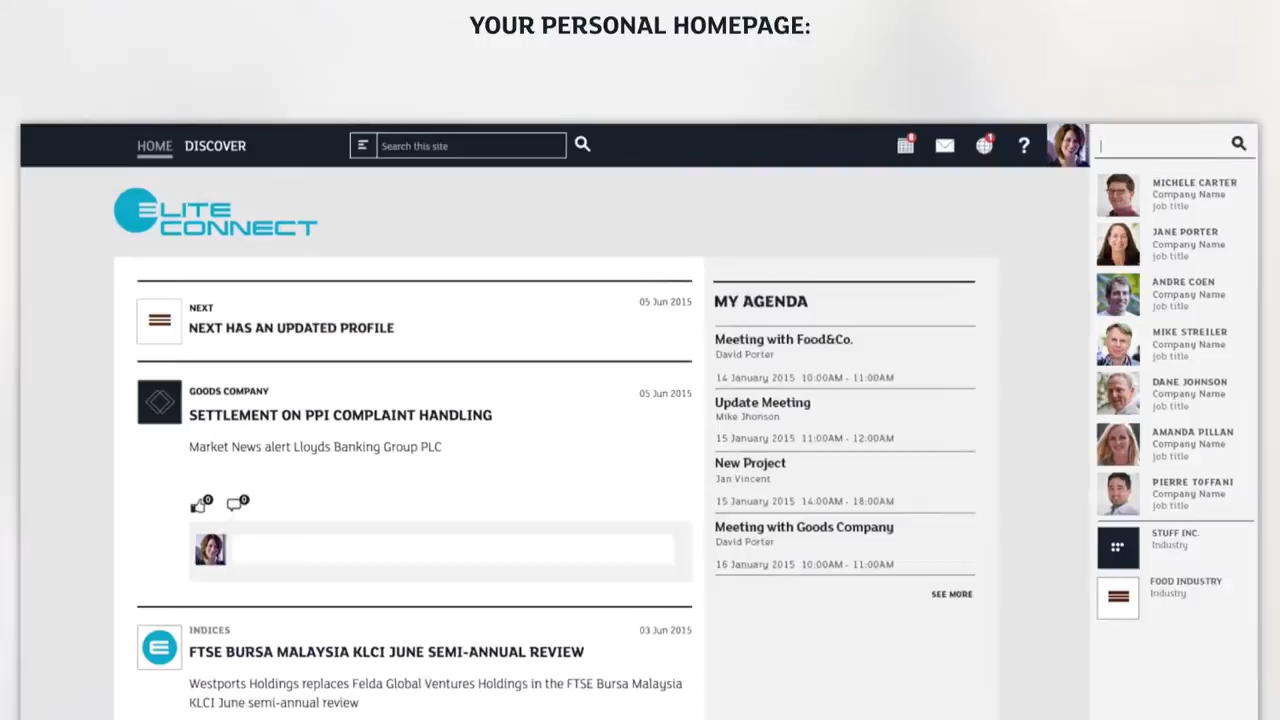 YOUR PERSONAL HOMEPAGE:
HOME DISCOVER
Search this site
8
1
?
ELITE
CONNECT
NEXT
05 Jun 2015
NEXT HAS AN UPDATED PROFILE
GOODS COMPANY
05 Jun 2015
SETTLEMENT ON PPI COMPLAINT HANDLING
Market News alert Lloyds Banking Group PLC
0
0
INDICES
03 Jun 2015
FTSE BURSA MALAYSIA KLCI JUNE SEMI-ANNUAL REVIEW
Westports Holdings replaces Felda Global Ventures Holdings in the FTSE Bursa Malaysia
KLCI June semi-annual review
MY AGENDA
Meeting with Food&Co.
David Porter
14 January 2015 10:00AM - 11:00AM
Update Meeting
Mike Jhonson
15 January 2015 11:00AM - 12:00AM
New Project
Jan Vincent
15 January 2015 14:00AM - 18:00AM
Meeting with Goods Company
David Porter
16 January 2015 10:00AM - 11:00AM
SEE MORE
MICHELE CARTER
Company Name
job title
JANE PORTER
Company Name
job title
ANDRE COEN
Company Name
job title
MIKE STREILER
Company Name
job title
DANE JOHNSON
Company Name
job title
AMANDA PILLAN
Company Name
job title
PIERRE TOFFANI
Company Name
job title
STUFF INC.
Industry
FOOD INDUSTRY
Industry